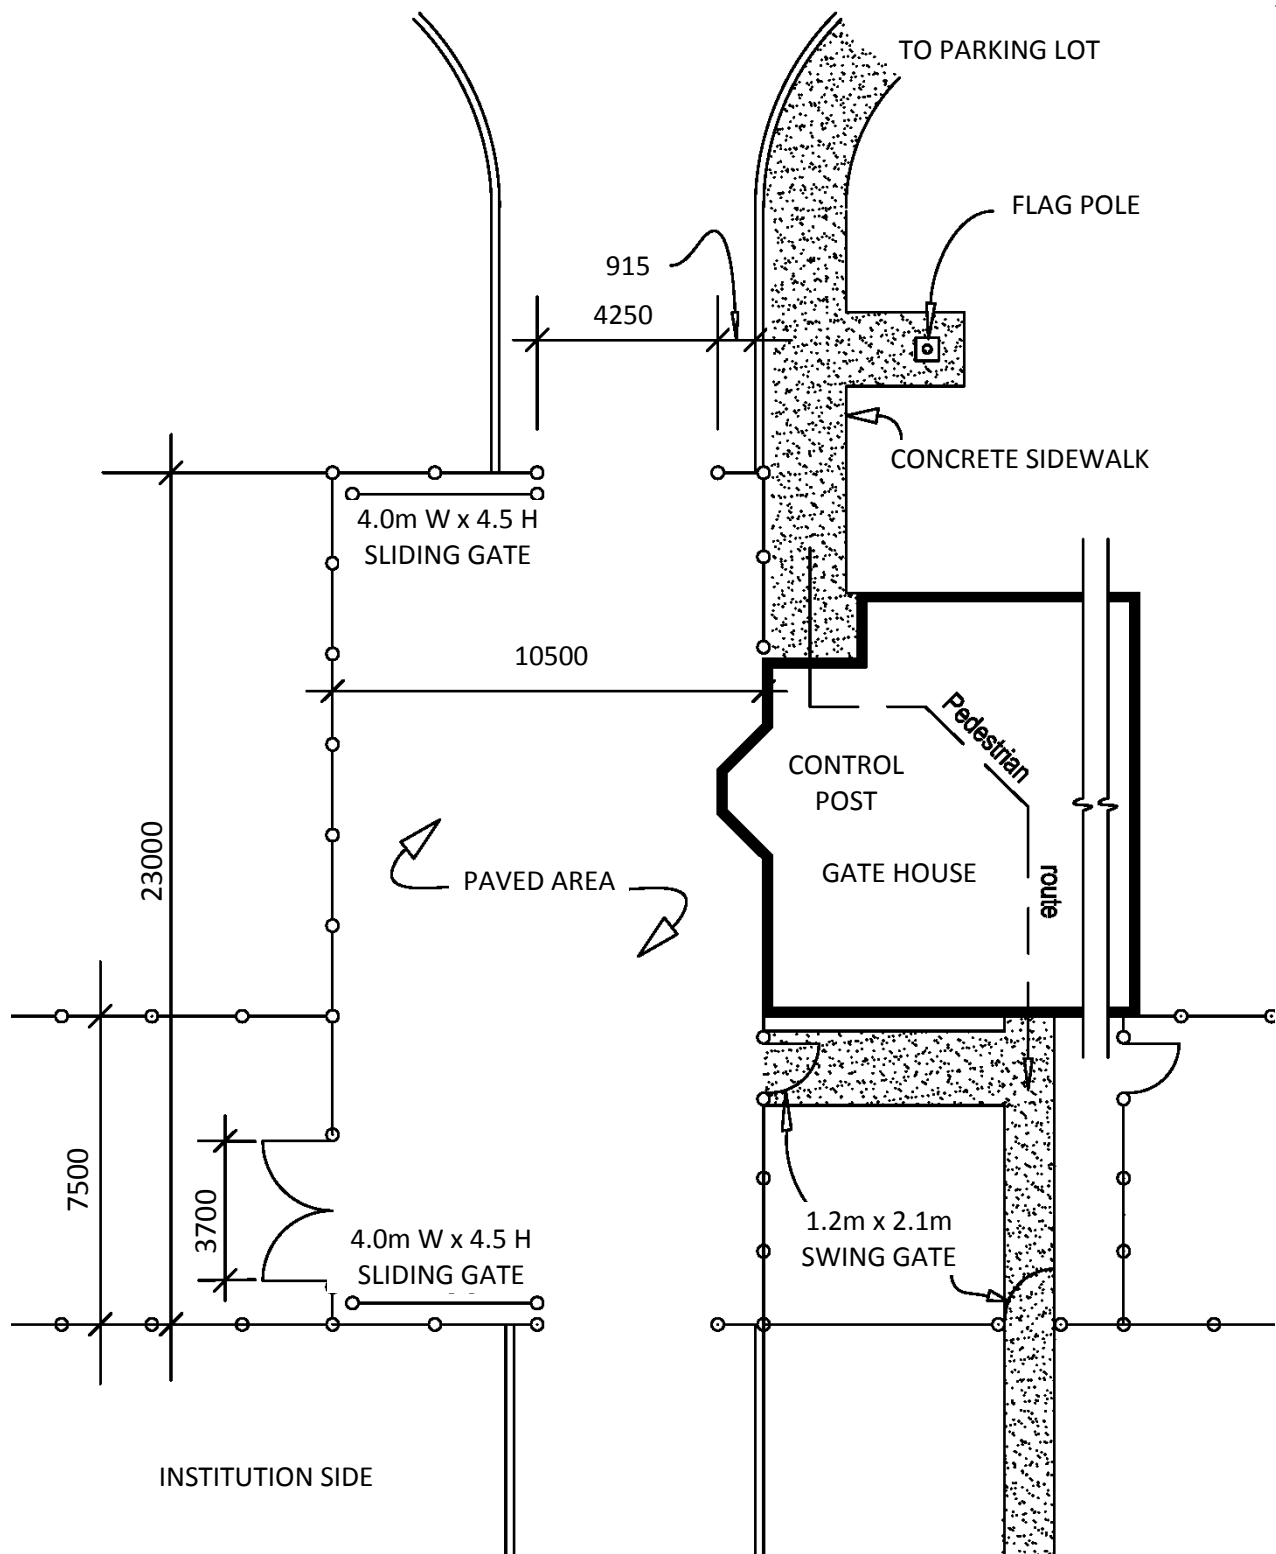 TO PARKING LOT
FLAG POLE
915
4250
CONCRETE SIDEWALK
4.0m W x 4.5 H
SLIDING GATE
10500
Pedestrian
route
CONTROL
POST
GATE HOUSE
23000
PAVED AREA
7500
3700
1.2m x 2.1m
SWING GATE
4.0m W x 4.5 H
SLIDING GATE
INSTITUTION SIDE